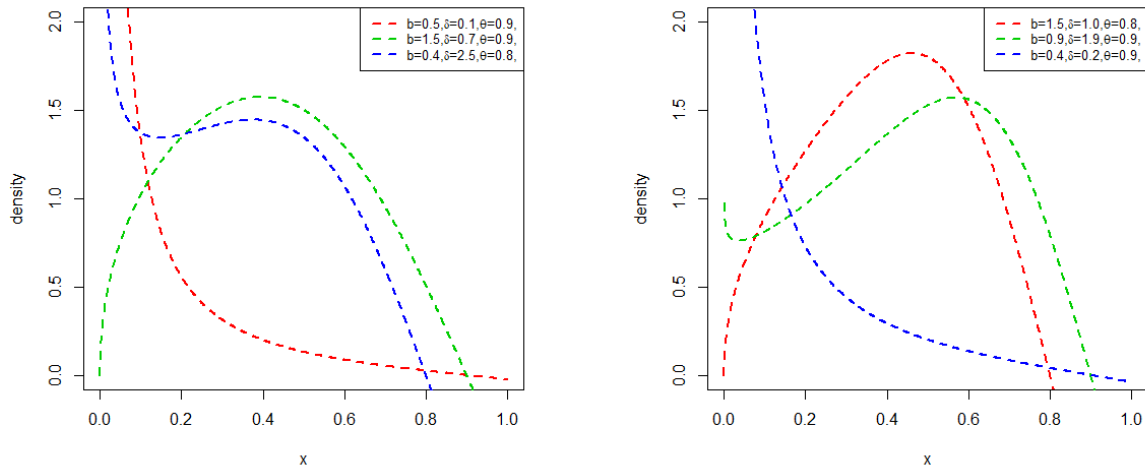 b=0.5,δ=0.1,θ=0.9,
b=1.5,δ=0.7,θ=0.9,
b=0.4,δ=2.5,θ=0.8,
density
2.0
1.5
1.0
0.5
0.0
0.0 0.2 0.4 0.6 0.8 1.0
x
b=1.5,δ=1.0,θ=0.8,
b=0.9,δ=1.9,θ=0.9,
b=0.4,δ=0.2,θ=0.9,
density
2.0
1.5
1.0
0.5
0.0
0.0 0.2 0.4 0.6 0.8 1.0
x